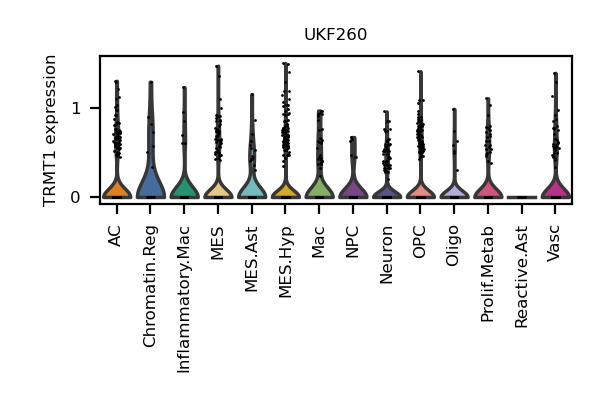 UKF260
TRMT1 expression
1
0
AC
Chromatin.Reg
Inflammatory.Mac
MES
MES.Ast
MES.Hyp
Mac
NPC
Neuron
OPC
Oligo
Prolif.Metab
Reactive.Ast
Vasc